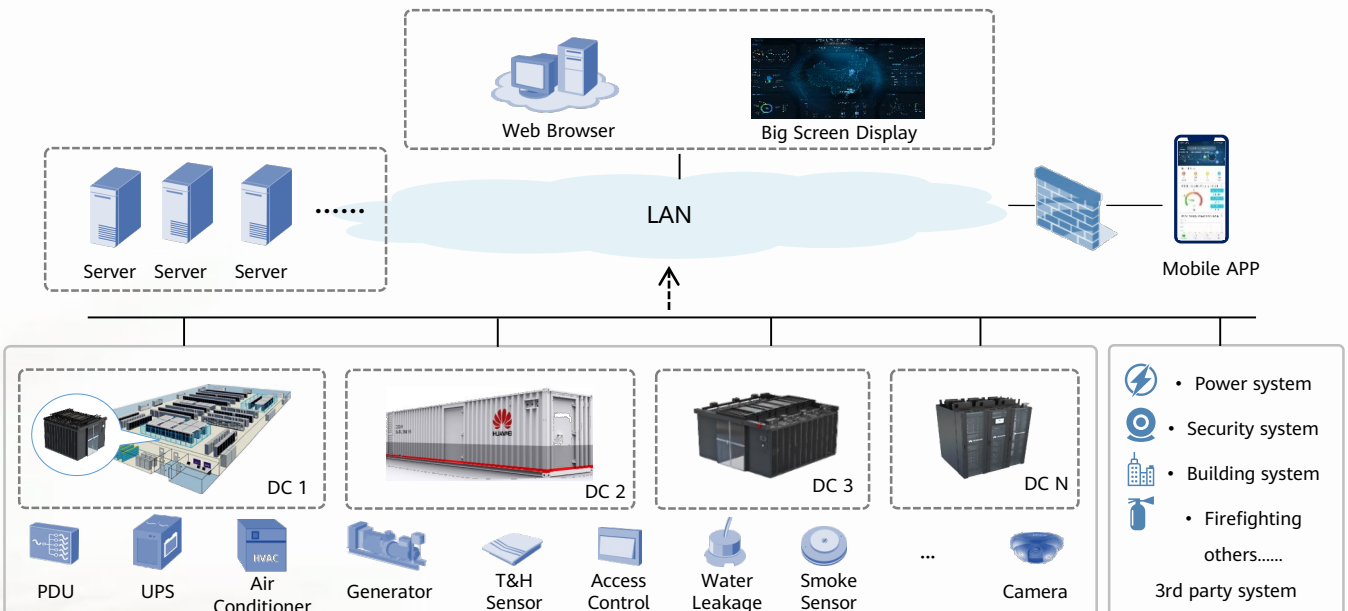 Web Browser
Big Screen Display
Server
Server
Server
......
LAN
Mobile APP
HUAWEI
DC 1
DC 2
DC 3
DC N
HVAC
PDU
UPS
Air
Conditioner
Generator
T&H
Sensor
Access
Control
Water
Leakage
Smoke
Sensor
...
Camera
• Power system
• Security system
• Building system
• Firefighting
others......
3rd party system